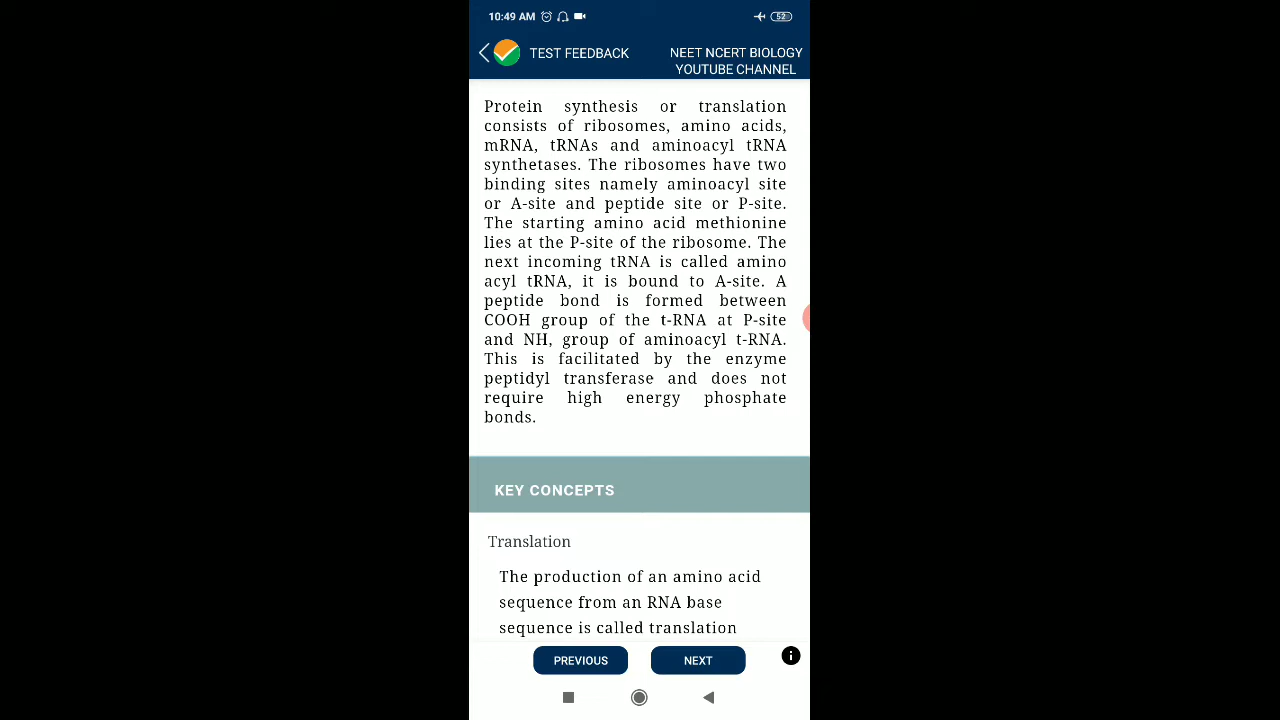 10:49 AM
52
TEST FEEDBACK
NEET NCERT BIOLOGY
YOUTUBE CHANNEL
Protein synthesis or translation
consists of ribosomes, amino acids,
mRNA, tRNAs and aminoacyl tRNA
synthetases. The ribosomes have two
binding sites namely aminoacyl site
or A-site and peptide site or P-site.
The starting amino acid methionine
lies at the P-site of the ribosome. The
next incoming tRNA is called amino
acyl tRNA, it is bound to A-site. A
peptide bond is formed between
COOH group of the t-RNA at P-site
and NH, group of aminoacyl t-RNA.
This is facilitated by the enzyme
peptidyl transferase and does not
require high energy phosphate
bonds.
KEY CONCEPTS
Translation
The production of an amino acid
sequence from an RNA base
sequence is called translation
PREVIOUS
NEXT